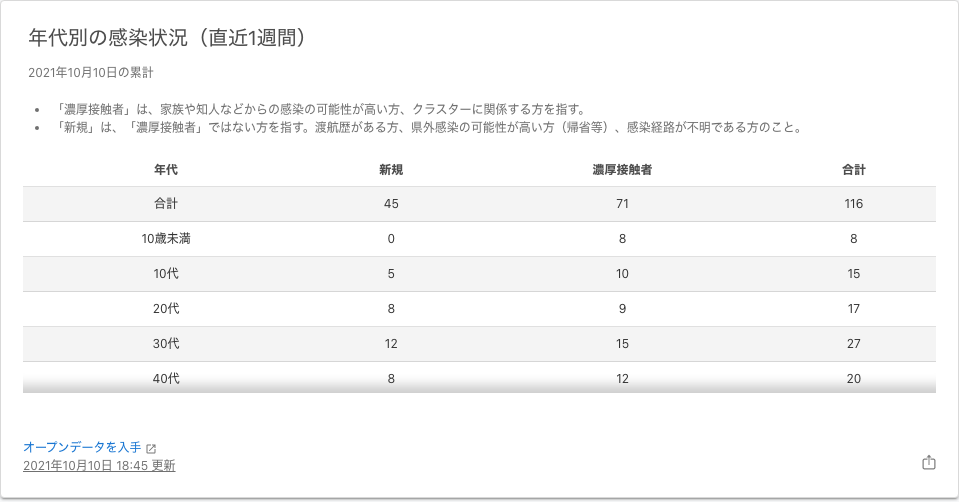 年代別の感染状況（直近1週間）
2021年10月10日の累計
• 「濃厚接触者」は、家族や知人などからの感染の可能性が高い方、クラスターに関係する方を指す。
• 「新規」は、「濃厚接触者」ではない方を指す。渡航歴がある方、県外感染の可能性が高い方（帰省等）、感染経路が不明である方のこと。
年代 新規 濃厚接触者 合計
合計 45 71 116
10歳未満 0 8 8
10代 5 10 15
20代 8 9 17
30代 12 15 27
40代 8 12 20
オープンデータを入手
2021年10月10日 18:45 更新